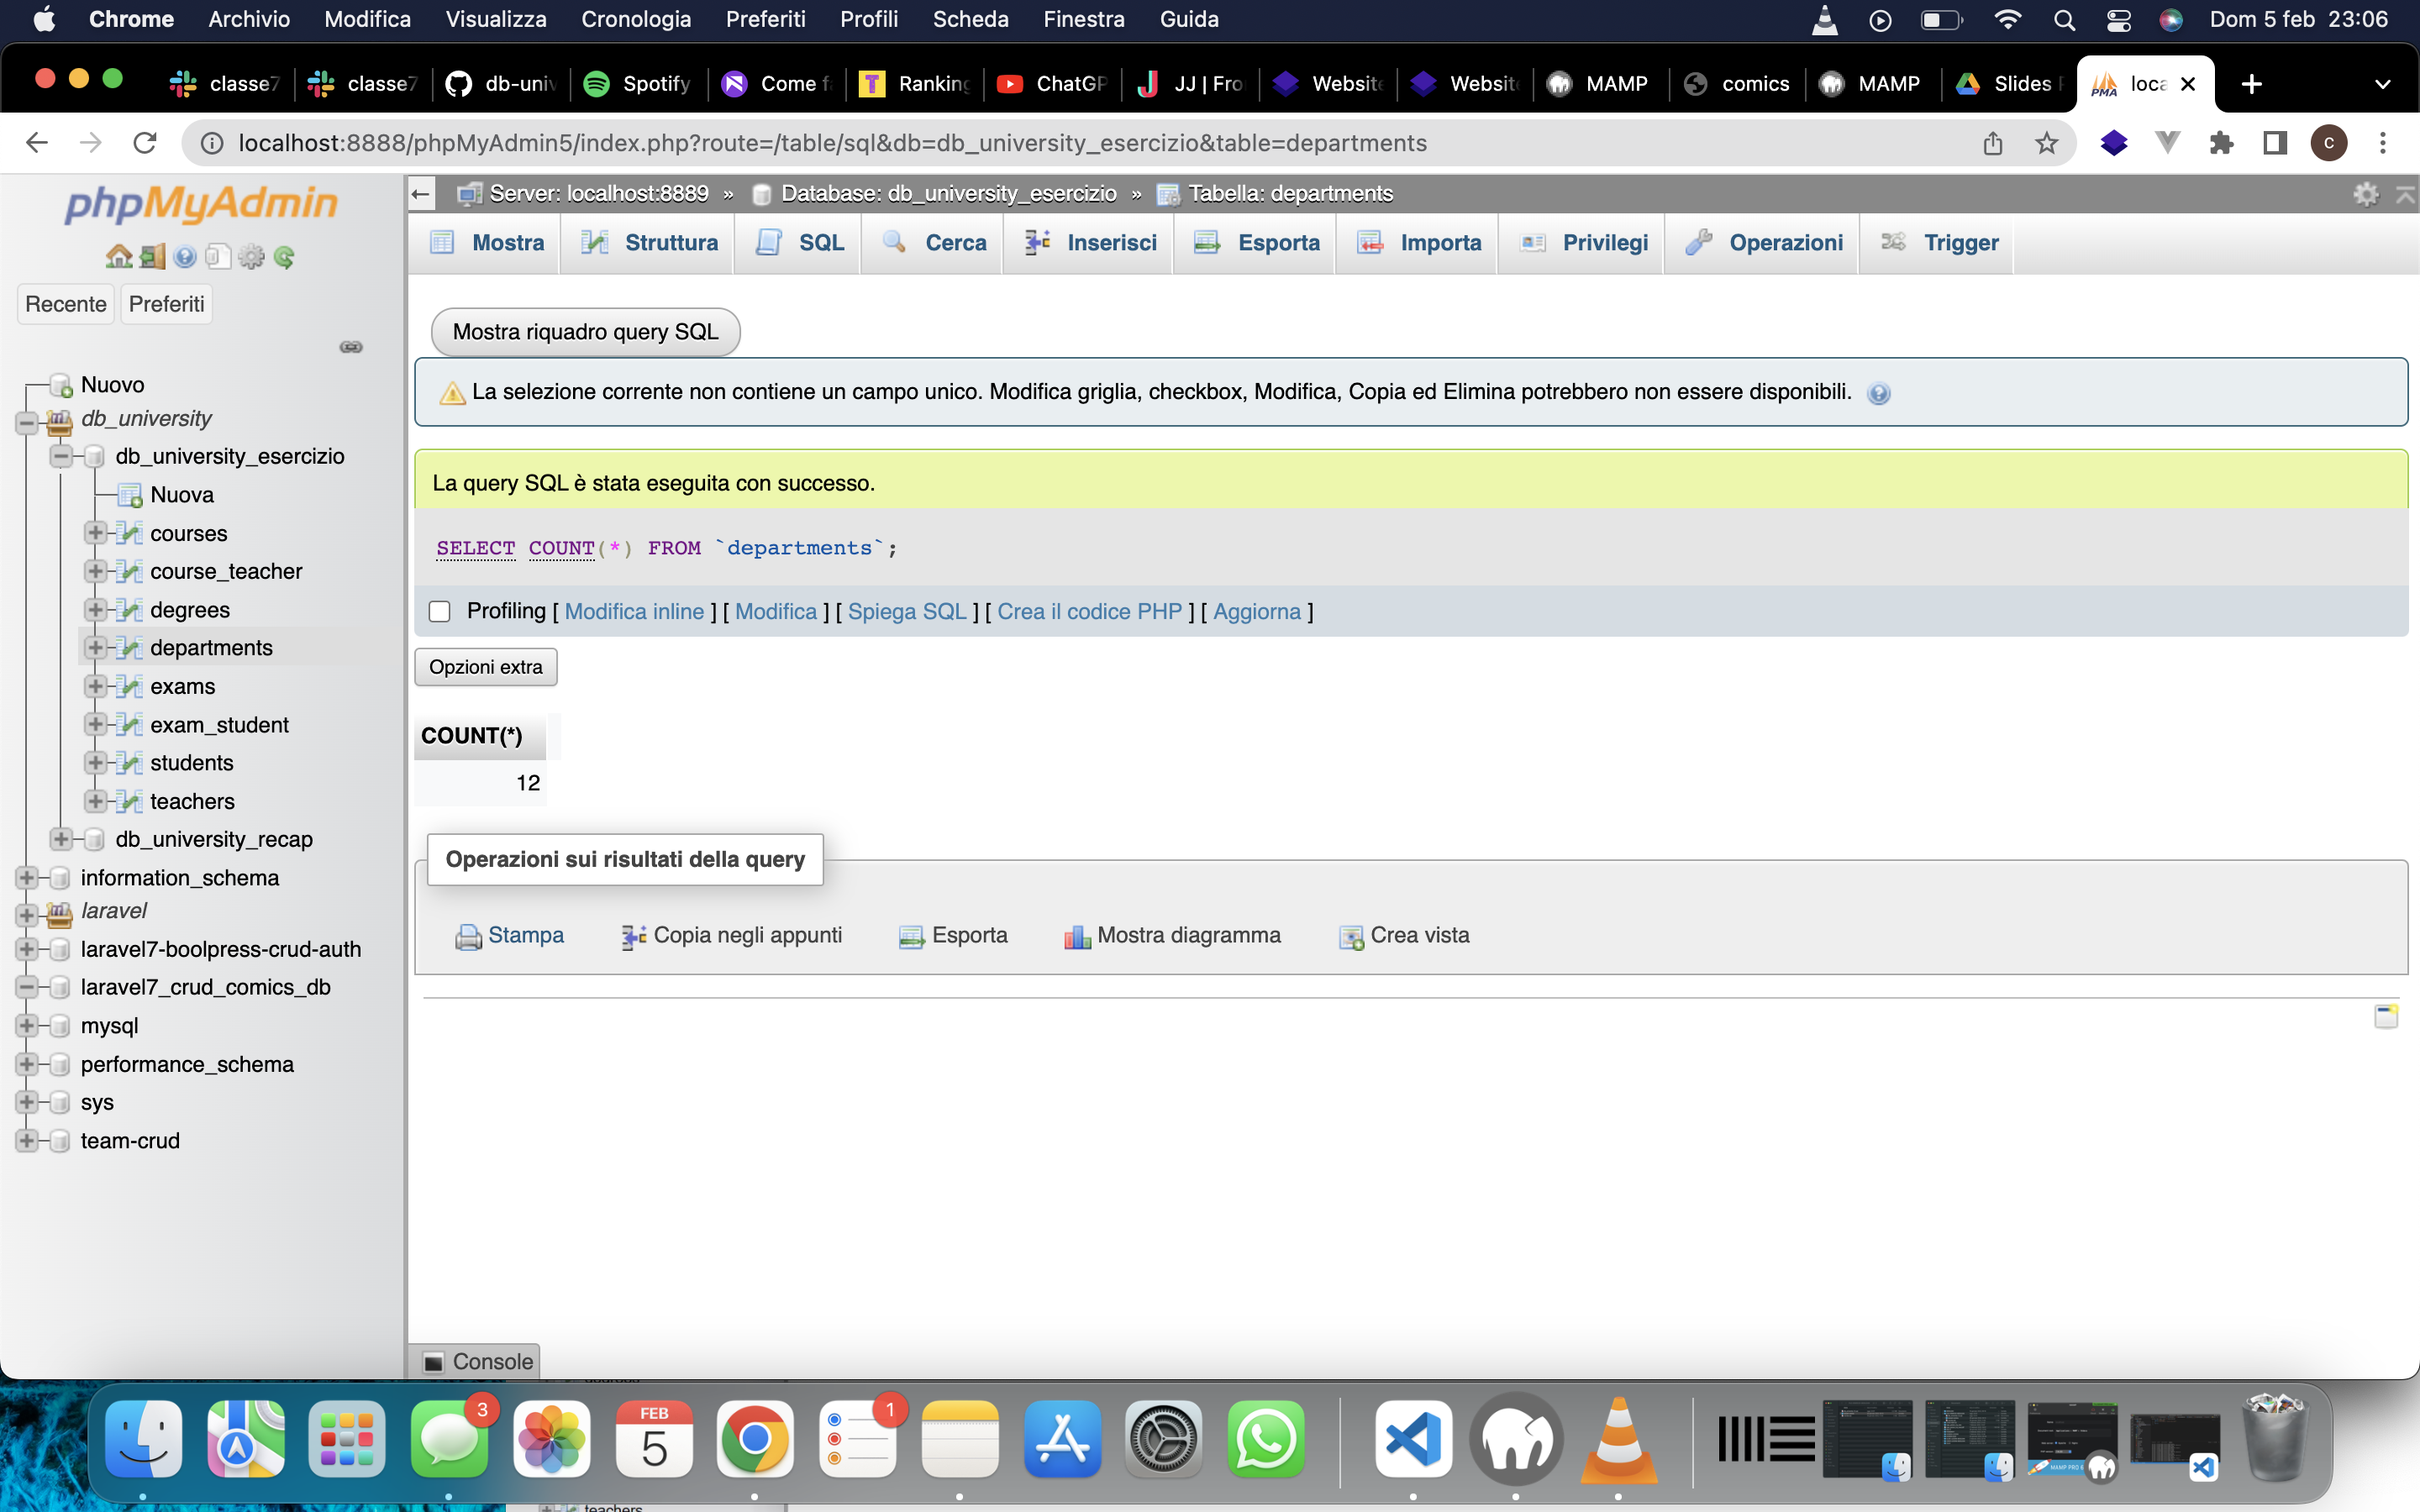 Chrome Archivio Modifica Visualizza Cronologia Preferiti Profili Scheda Finestra Guida Dom 5 feb 23:06
classe7 classe7 db-univ Spotify Come f Ranking ChatGP JJ | Fro Website Website MAMP comics MAMP Slides loca
localhost:8888/phpMyAdmin5/index.php?route=/table/sql&db=db_university_esercizio&table=departments
C
phpMyAdmin
Recente Preferiti
Nuovo
db_university
db_university_esercizio
Nuova
courses
course_teacher
degrees
departments
exams
exam_student
students
teachers
db_university_recap
information_schema
laravel
laravel7-boolpress-crud-auth
laravel7_crud_comics_db
mysql
performance_schema
sys
team-crud
Server: localhost:8889 » Database: db_university_esercizio » Tabella: departments
Mostra Struttura SQL Cerca Inserisci Esporta Importa Privilegi Operazioni Trigger
Mostra riquadro query SQL
La selezione corrente non contiene un campo unico. Modifica griglia, checkbox, Modifica, Copia ed Elimina potrebbero non essere disponibili.
La query SQL è stata eseguita con successo.
SELECT COUNT(*) FROM `departments`;
Profiling [ Modifica inline ] [ Modifica ] [ Spiega SQL ] [ Crea il codice PHP ] [ Aggiorna ]
Opzioni extra
COUNT(*)
12
Operazioni sui risultati della query
Stampa Copia negli appunti Esporta Mostra diagramma Crea vista
Console
3
FEB
5
1
teachers